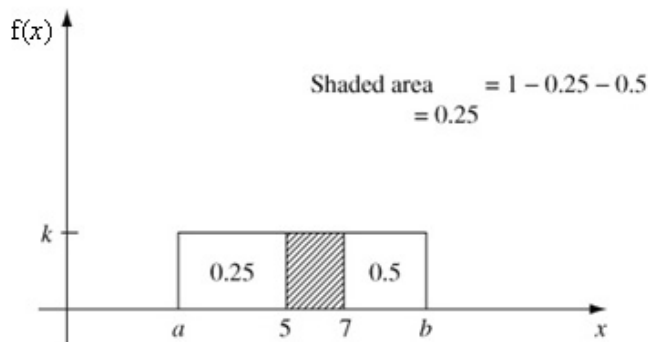 f(x)
Shaded area = 1 − 0.25 − 0.5
= 0.25
k
0.25 0.5
a 5 7 b x